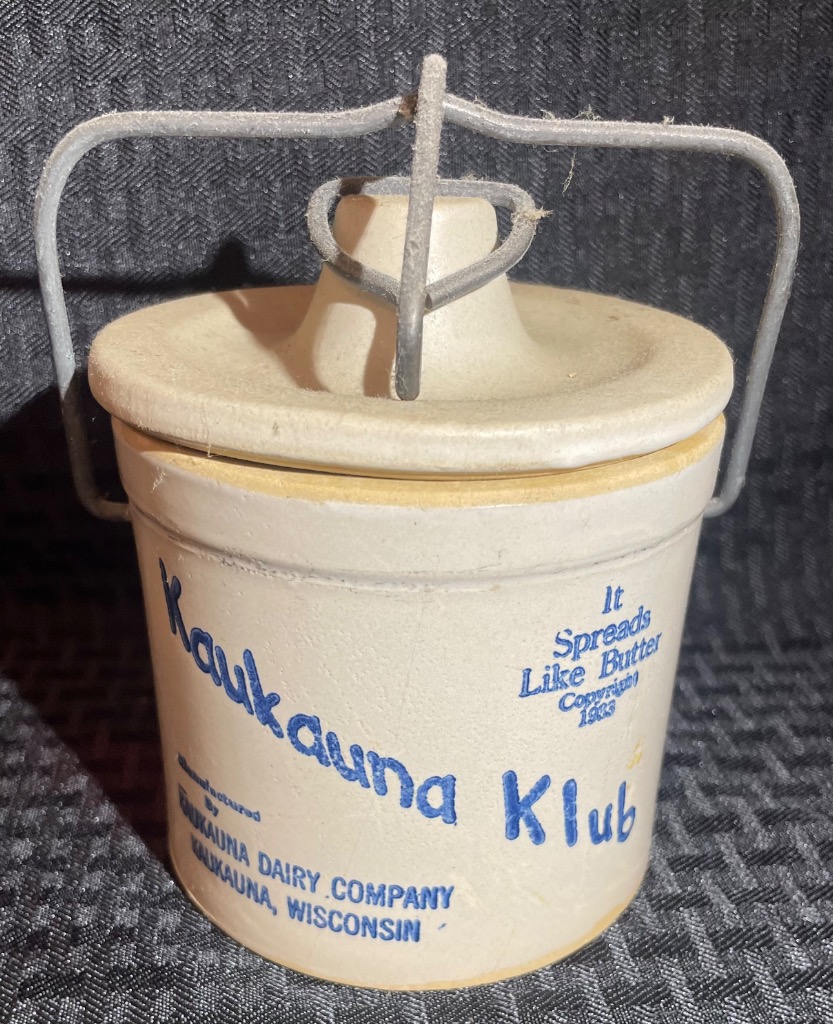 Kaukauna Klub
It
Spreads
Like Butter
Copyright
1933
Manufactured
By
KAUKAUNA DAIRY COMPANY
KAUKAUNA, WISCONSIN